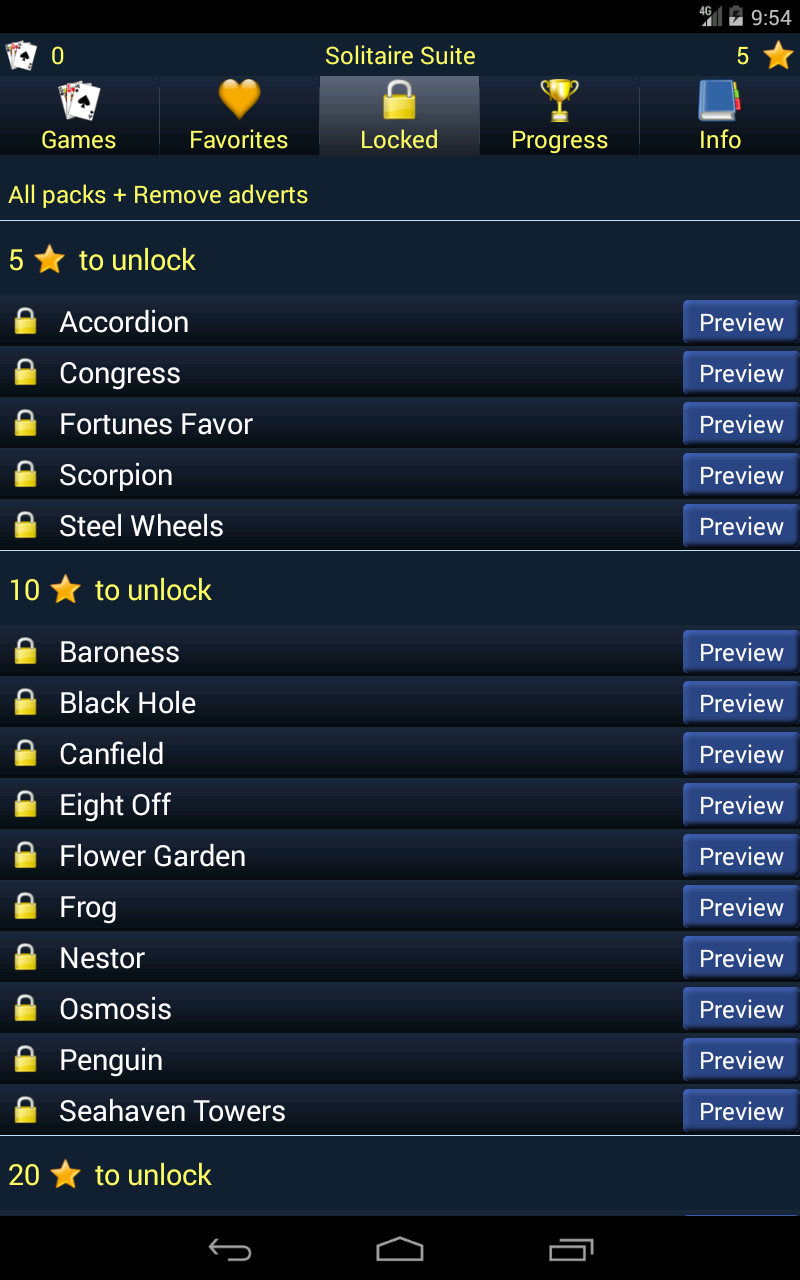 4G 9:54
0 Solitaire Suite 5
Games Favorites Locked Progress Info
All packs + Remove adverts
5 to unlock
Accordion Preview
Congress Preview
Fortunes Favor Preview
Scorpion Preview
Steel Wheels Preview
10 to unlock
Baroness Preview
Black Hole Preview
Canfield Preview
Eight Off Preview
Flower Garden Preview
Frog Preview
Nestor Preview
Osmosis Preview
Penguin Preview
Seahaven Towers Preview
20 to unlock